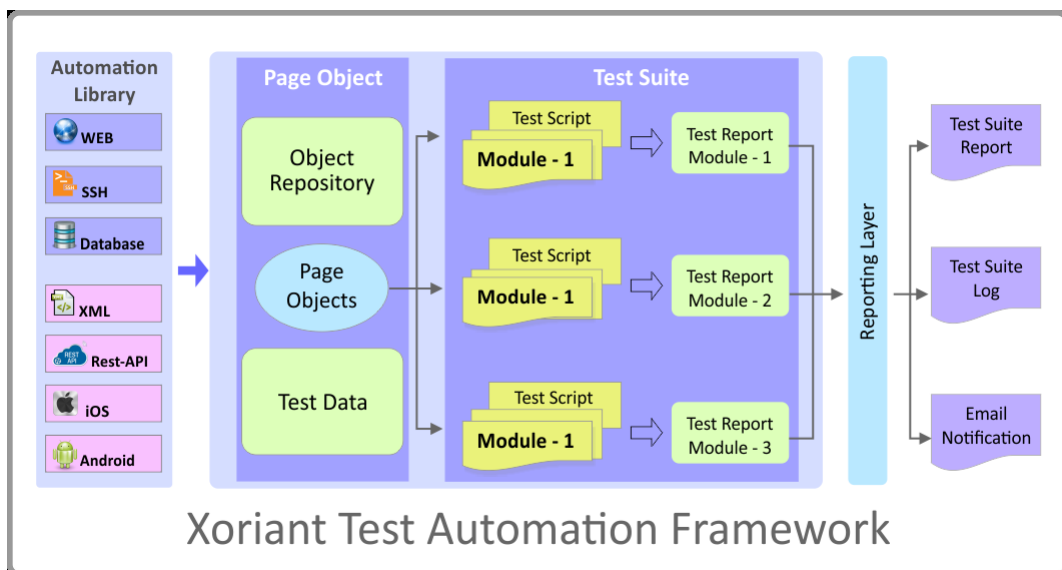 Automation
Library
WEB
SSH
Database
XML
REST
API
Rest-API
iOS
Android
Page Object
Object
Repository
Page
Objects
Test Data
Test Suite
Test Script
Module - 1
Test Report
Module - 1
Test Script
Module - 1
Test Report
Module - 2
Test Script
Module - 1
Test Report
Module - 3
Reporting Layer
Test Suite
Report
Test Suite
Log
Email
Notification
Xoriant Test Automation Framework